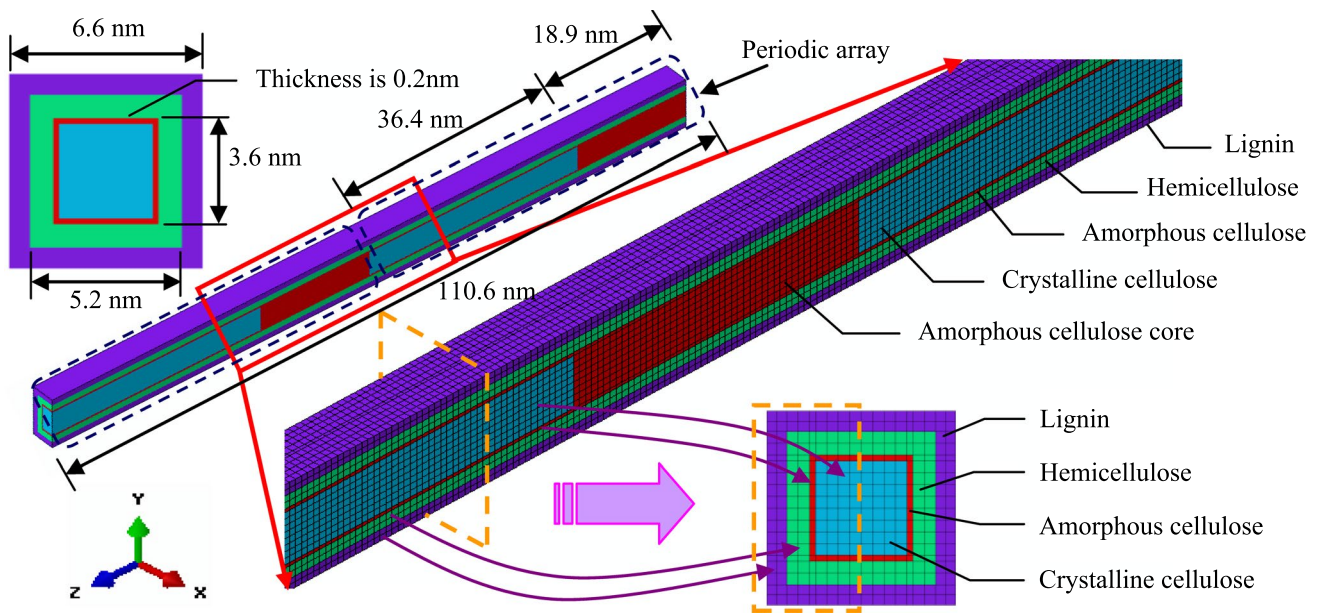 6.6 nm
18.9 nm
Periodic array
Thickness is 0.2nm
36.4 nm
3.6 nm
Lignin
Hemicellulose
Amorphous cellulose
Crystalline cellulose
5.2 nm
110.6 nm
Amorphous cellulose core
Lignin
Hemicellulose
Amorphous cellulose
Crystalline cellulose
Y
Z
X